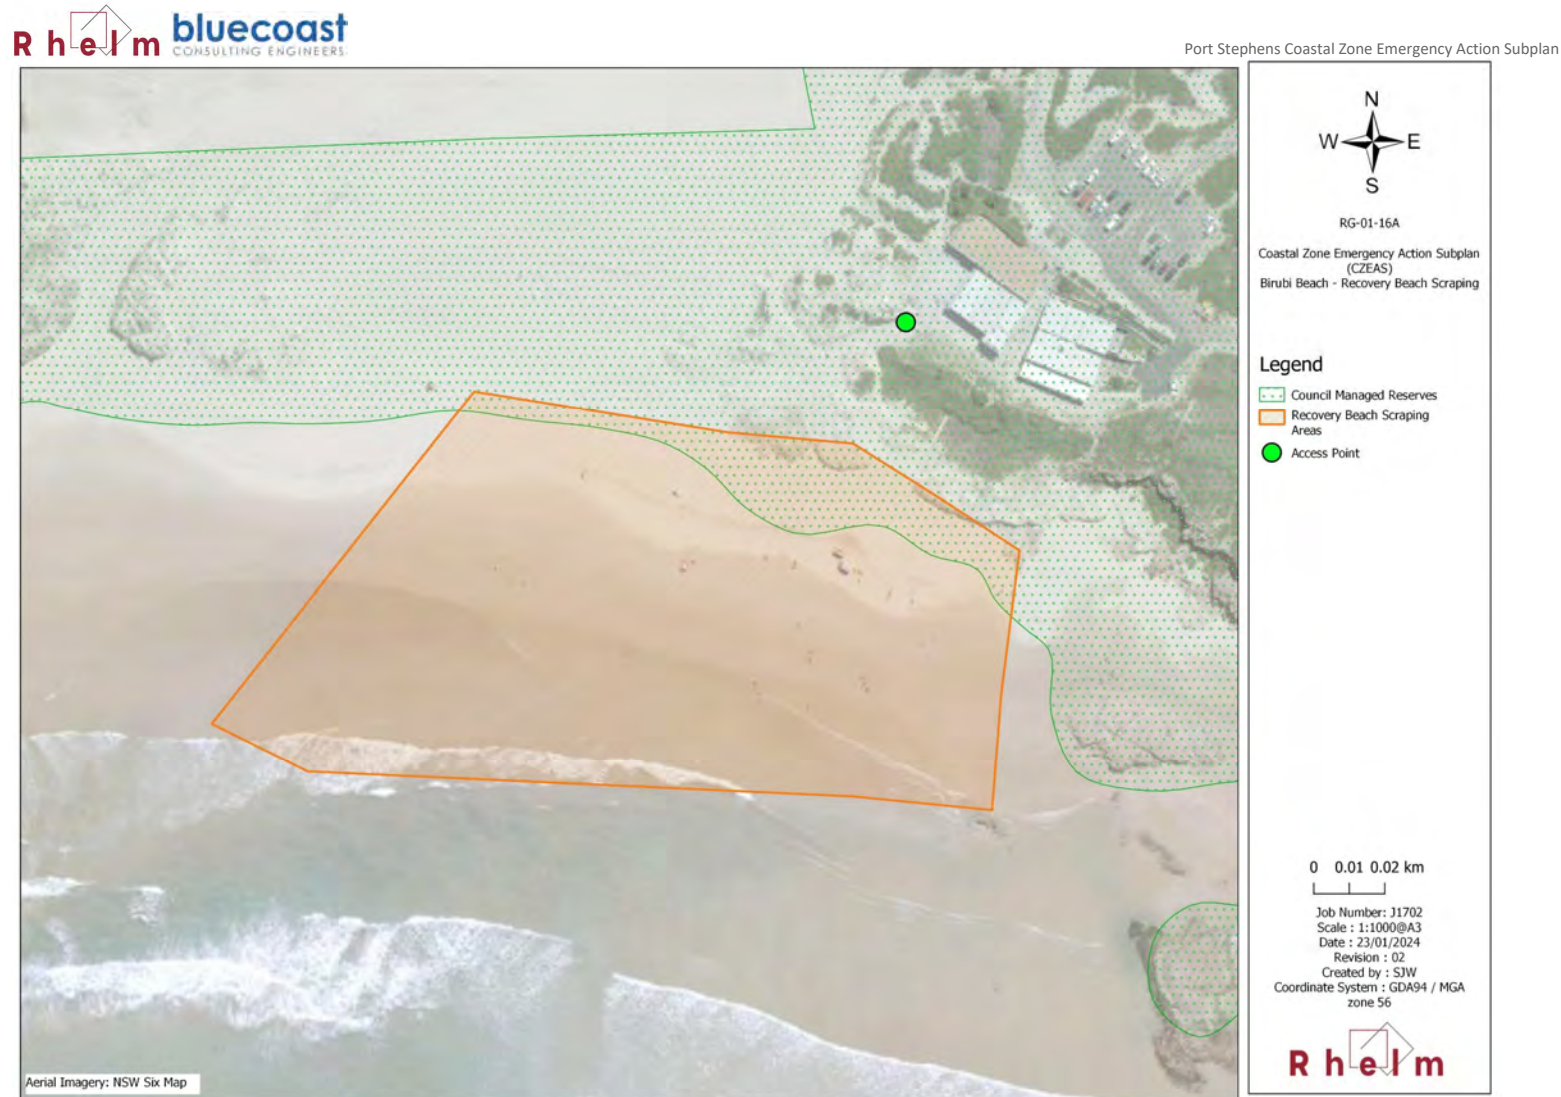 Rhelm
bluecoast
CONSULTING ENGINEERS
Port Stephens Coastal Zone Emergency Action Subplan
N
W E
S
RG-01-16A
Coastal Zone Emergency Action Subplan
(CZEAS)
Birubi Beach - Recovery Beach Scraping
Legend
Council Managed Reserves
Recovery Beach Scraping
Areas
Access Point
0 0.01 0.02 km
Job Number: J1702
Scale : 1:1000@A3
Date : 23/01/2024
Revision : 02
Created by : SJW
Coordinate System : GDA94 / MGA
zone 56
Rhelm
Aerial Imagery: NSW Six Map